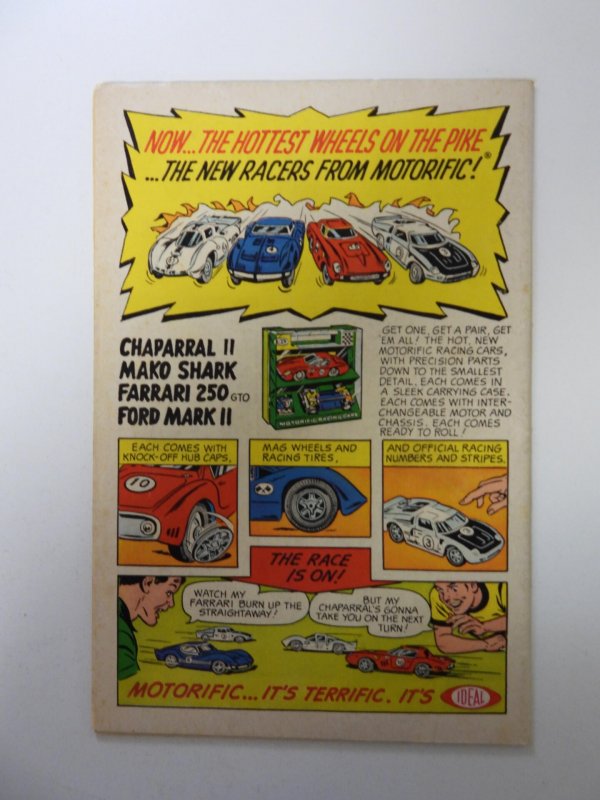 NOW... THE HOTTEST WHEELS ON THE PIKE
...THE NEW RACERS FROM MOTORIFIC!®
CHAPARRAL II
MAKO SHARK
FARRARI 250 GTO
FORD MARK II
MOTORIFIC RACING CARS
GET ONE, GET A PAIR, GET
'EM ALL! THE HOT, NEW
MOTORIFIC RACING CARS,
WITH PRECISION PARTS
DOWN TO THE SMALLEST
DETAIL. EACH COMES IN
A SLEEK CARRYING CASE.
EACH COMES WITH INTER-
CHANGEABLE MOTOR AND
CHASSIS. EACH COMES
READY TO ROLL!
EACH COMES WITH
KNOCK-OFF HUB CAPS,
10
MAG WHEELS AND
RACING TIRES,
AND OFFICIAL RACING
NUMBERS AND STRIPES.
3
THE RACE
IS ON!
WATCH MY
FARRARI BURN UP THE
STRAIGHTAWAY!
BUT MY
CHAPARRAL'S GONNA
TAKE YOU ON THE NEXT
TURN!
MOTORIFIC... IT'S TERRIFIC. IT'S IDEAL